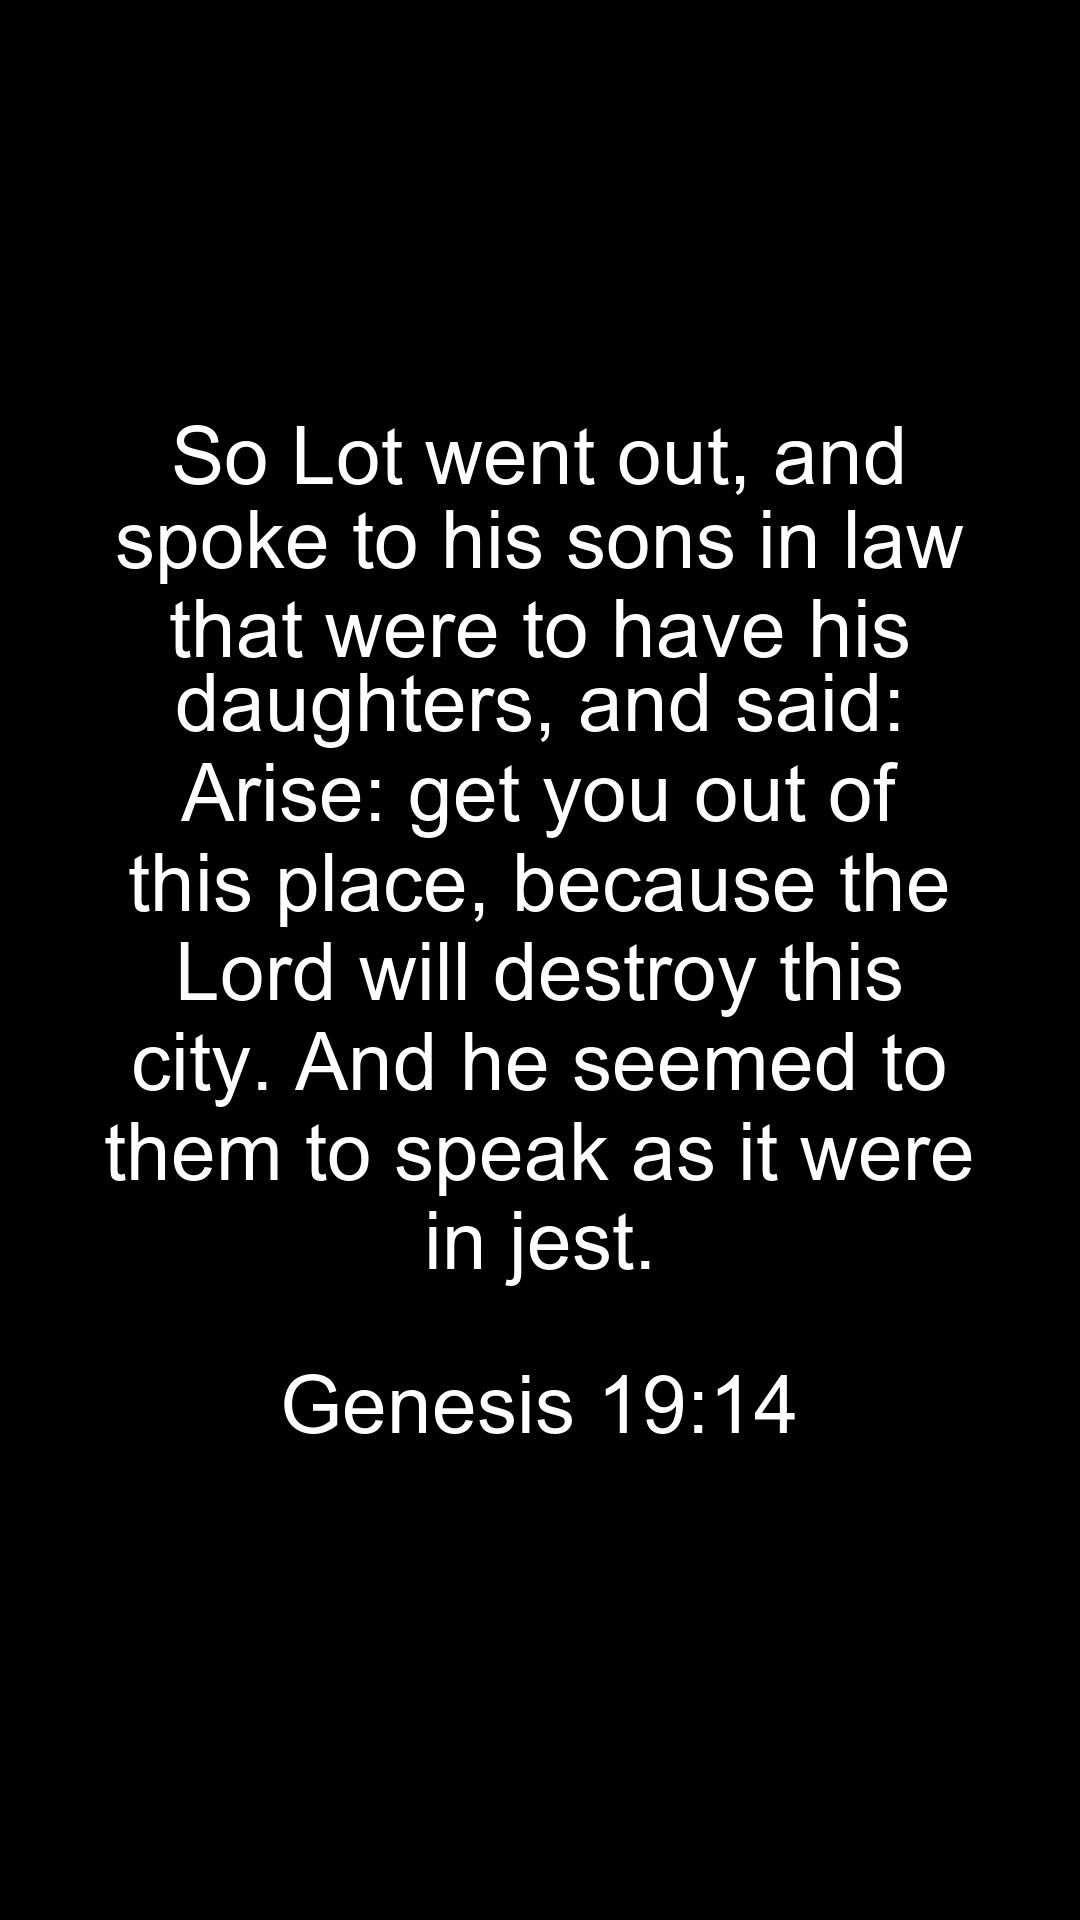 So Lot went out, and
spoke to his sons in law
that were to have his
daughters, and said:
Arise: get you out of
this place, because the
Lord will destroy this
city. And he seemed to
them to speak as it were
in jest.
Genesis 19:14